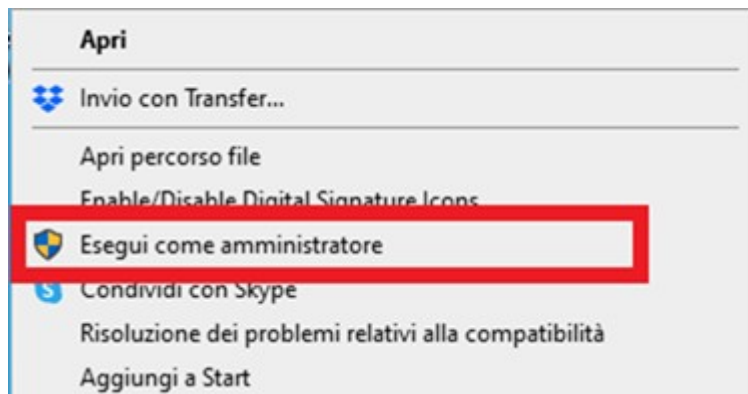 Apri
Invio con Transfer...
Apri percorso file
Enable/Disable Digital Signature Icons
Esegui come amministratore
Condividi con Skype
Risoluzione dei problemi relativi alla compatibilità
Aggiungi a Start